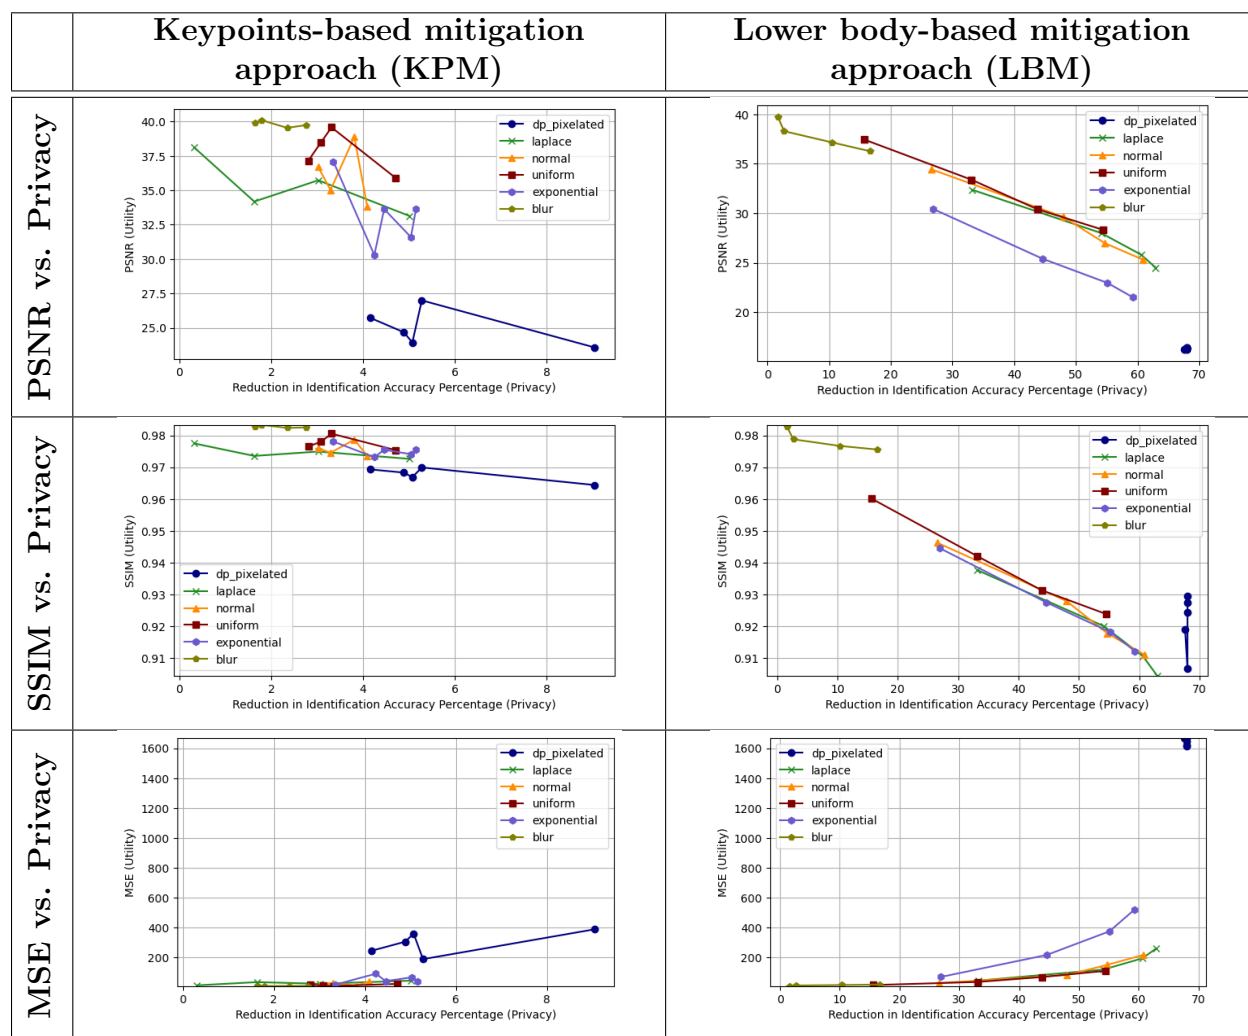 Keypoints-based mitigation
approach (KPM)
Lower body-based mitigation
approach (LBM)
PSNR vs. Privacy
40.0
37.5
35.0
32.5
30.0
27.5
25.0
PSNR (Utility)
dp_pixelated
laplace
normal
uniform
exponential
blur
0 2 4 6 8
Reduction in Identification Accuracy Percentage (Privacy)
40
35
30
25
20
PSNR (Utility)
dp_pixelated
laplace
normal
uniform
exponential
blur
0 10 20 30 40 50 60 70
Reduction in Identification Accuracy Percentage (Privacy)
SSIM vs. Privacy
0.98
0.97
0.96
0.95
0.94
0.93
0.92
0.91
SSIM (Utility)
dp_pixelated
laplace
normal
uniform
exponential
blur
0 2 4 6 8
Reduction in Identification Accuracy Percentage (Privacy)
0.98
0.97
0.96
0.95
0.94
0.93
0.92
0.91
SSIM (Utility)
dp_pixelated
laplace
normal
uniform
exponential
blur
0 10 20 30 40 50 60 70
Reduction in Identification Accuracy Percentage (Privacy)
MSE vs. Privacy
1600
1400
1200
1000
800
600
400
200
MSE (Utility)
dp_pixelated
laplace
normal
uniform
exponential
blur
0 2 4 6 8
Reduction in Identification Accuracy Percentage (Privacy)
1600
1400
1200
1000
800
600
400
200
MSE (Utility)
dp_pixelated
laplace
normal
uniform
exponential
blur
0 10 20 30 40 50 60 70
Reduction in Identification Accuracy Percentage (Privacy)